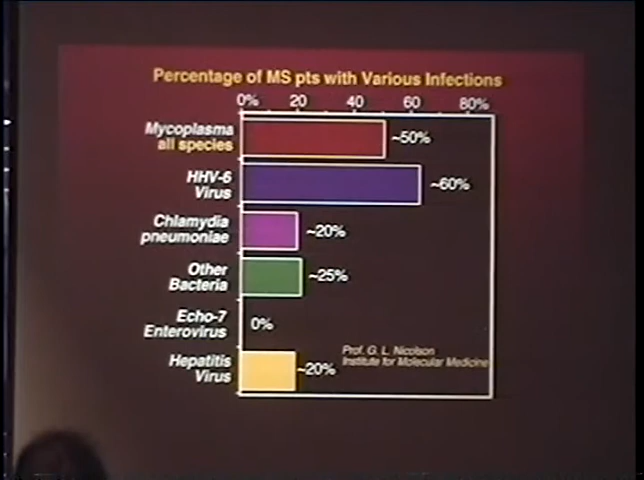 Percentage of MS pts with Various Infections
0% 20 40 60 80%
Mycoplasma
all species
~50%
HHV-6
Virus
~60%
Chlamydia
pneumoniae
~20%
Other
Bacteria
~25%
Echo-7
Enterovirus
0%
Hepatitis
Virus
~20%
Prof. G. L. Nicolson
Institute for Molecular Medicine